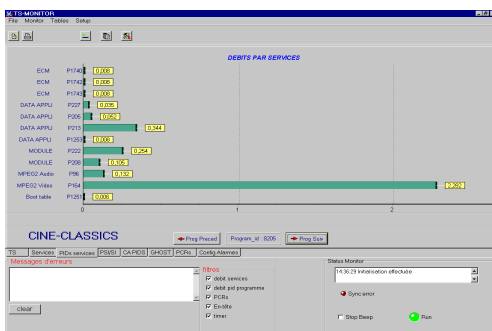 TS-MONITOR
File Monitor Tables Setup
DEBITS PAR SERVICES
ECM P1740 0,008
ECM P1742 0,008
ECM P1743 0,008
DATA APPLI P227 0,035
DATA APPLI P205 0,052
DATA APPLI P213 0,344
DATA APPLI P1253 0,008
MODULE P222 0,254
MODULE P208 0,105
MPEG2 Audio P96 0,132
MPEG2 Video P164 2,282
Boot table P1251 0,006
0 1 2
CINE-CLASSICS
Prog Preced Program_id : 8205 Prog Suiv
TS Services PIDs services PSI/SI CA PIDS GHOST PCRs Config Alarmes
Messages d'erreurs
clear
filtres
debit services
debit pid programme
PCRs
En-tête
timer
Status Monitor
14:36:29 Initialisation effectuée
Sync error
Stop Beep Run